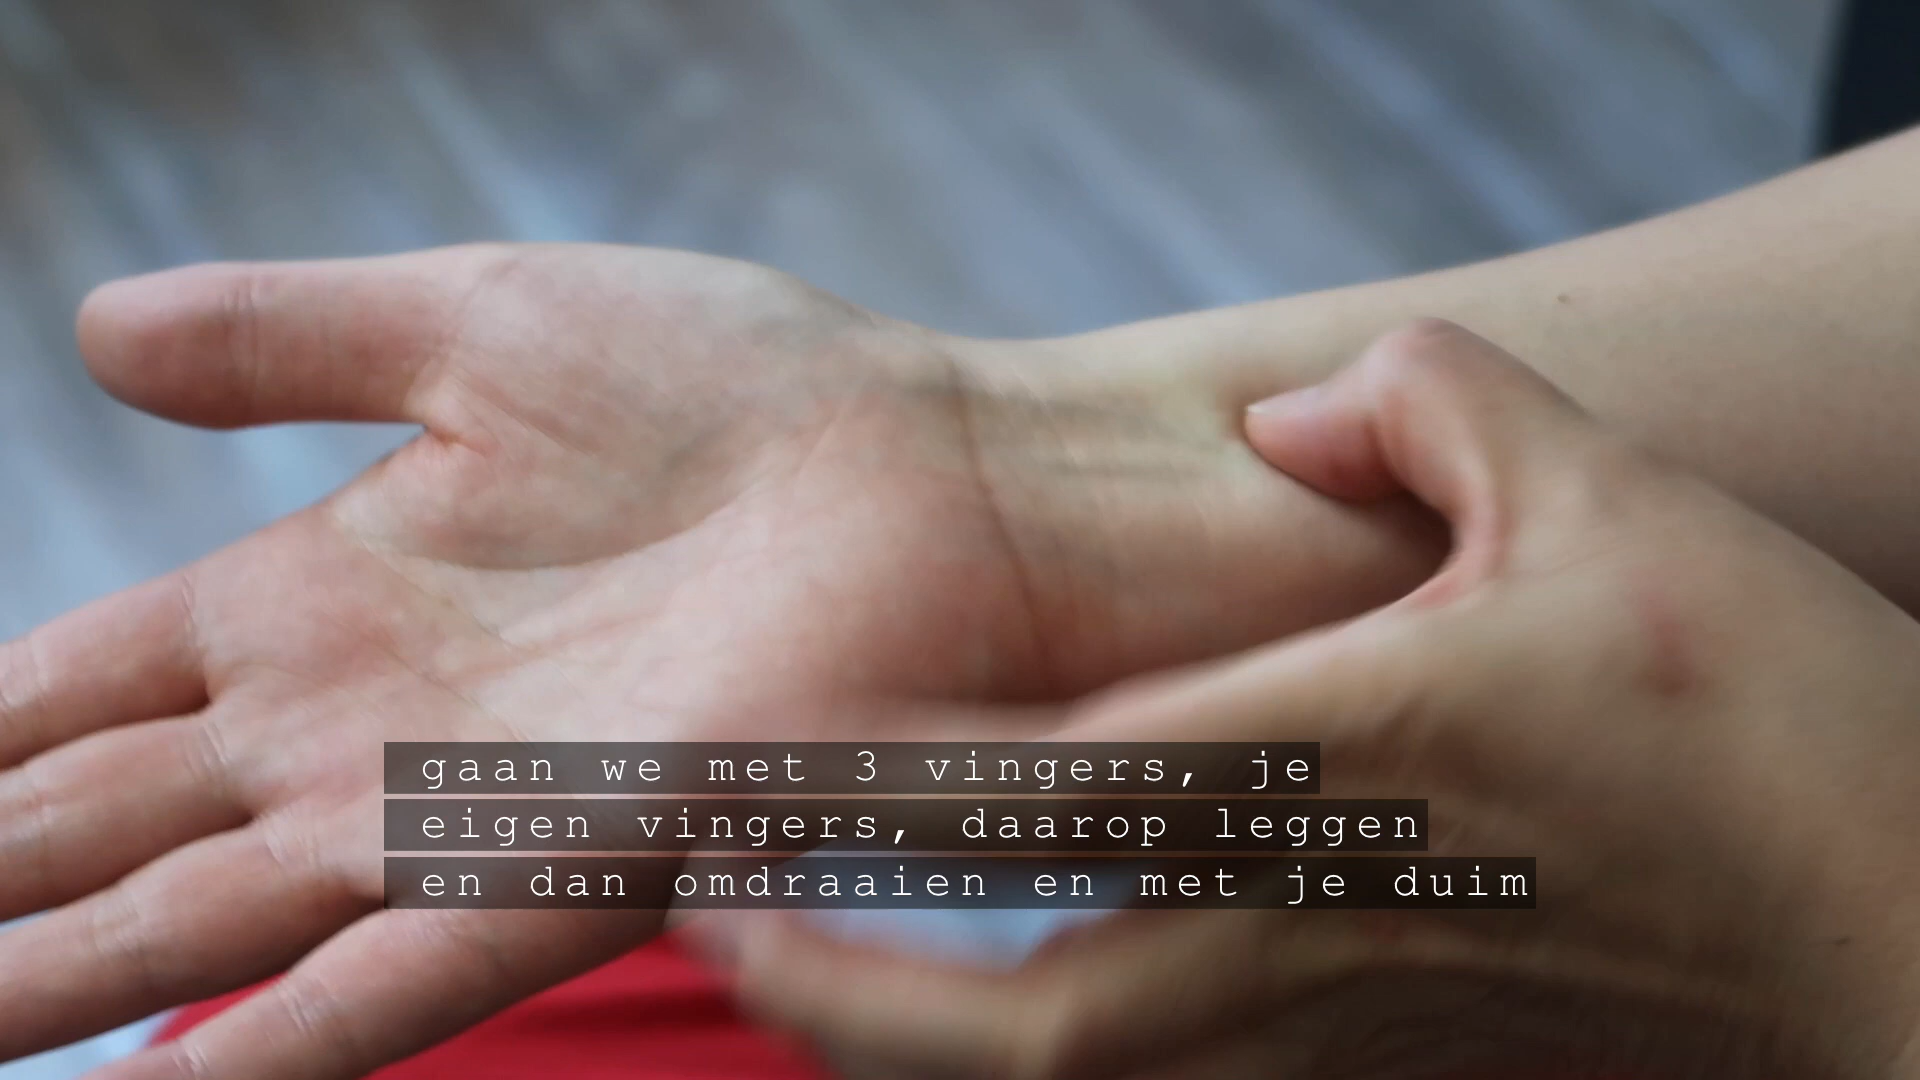 gaan we met 3 vingers, je
eigen vingers, daarop leggen
en dan omdraaien en met je duim